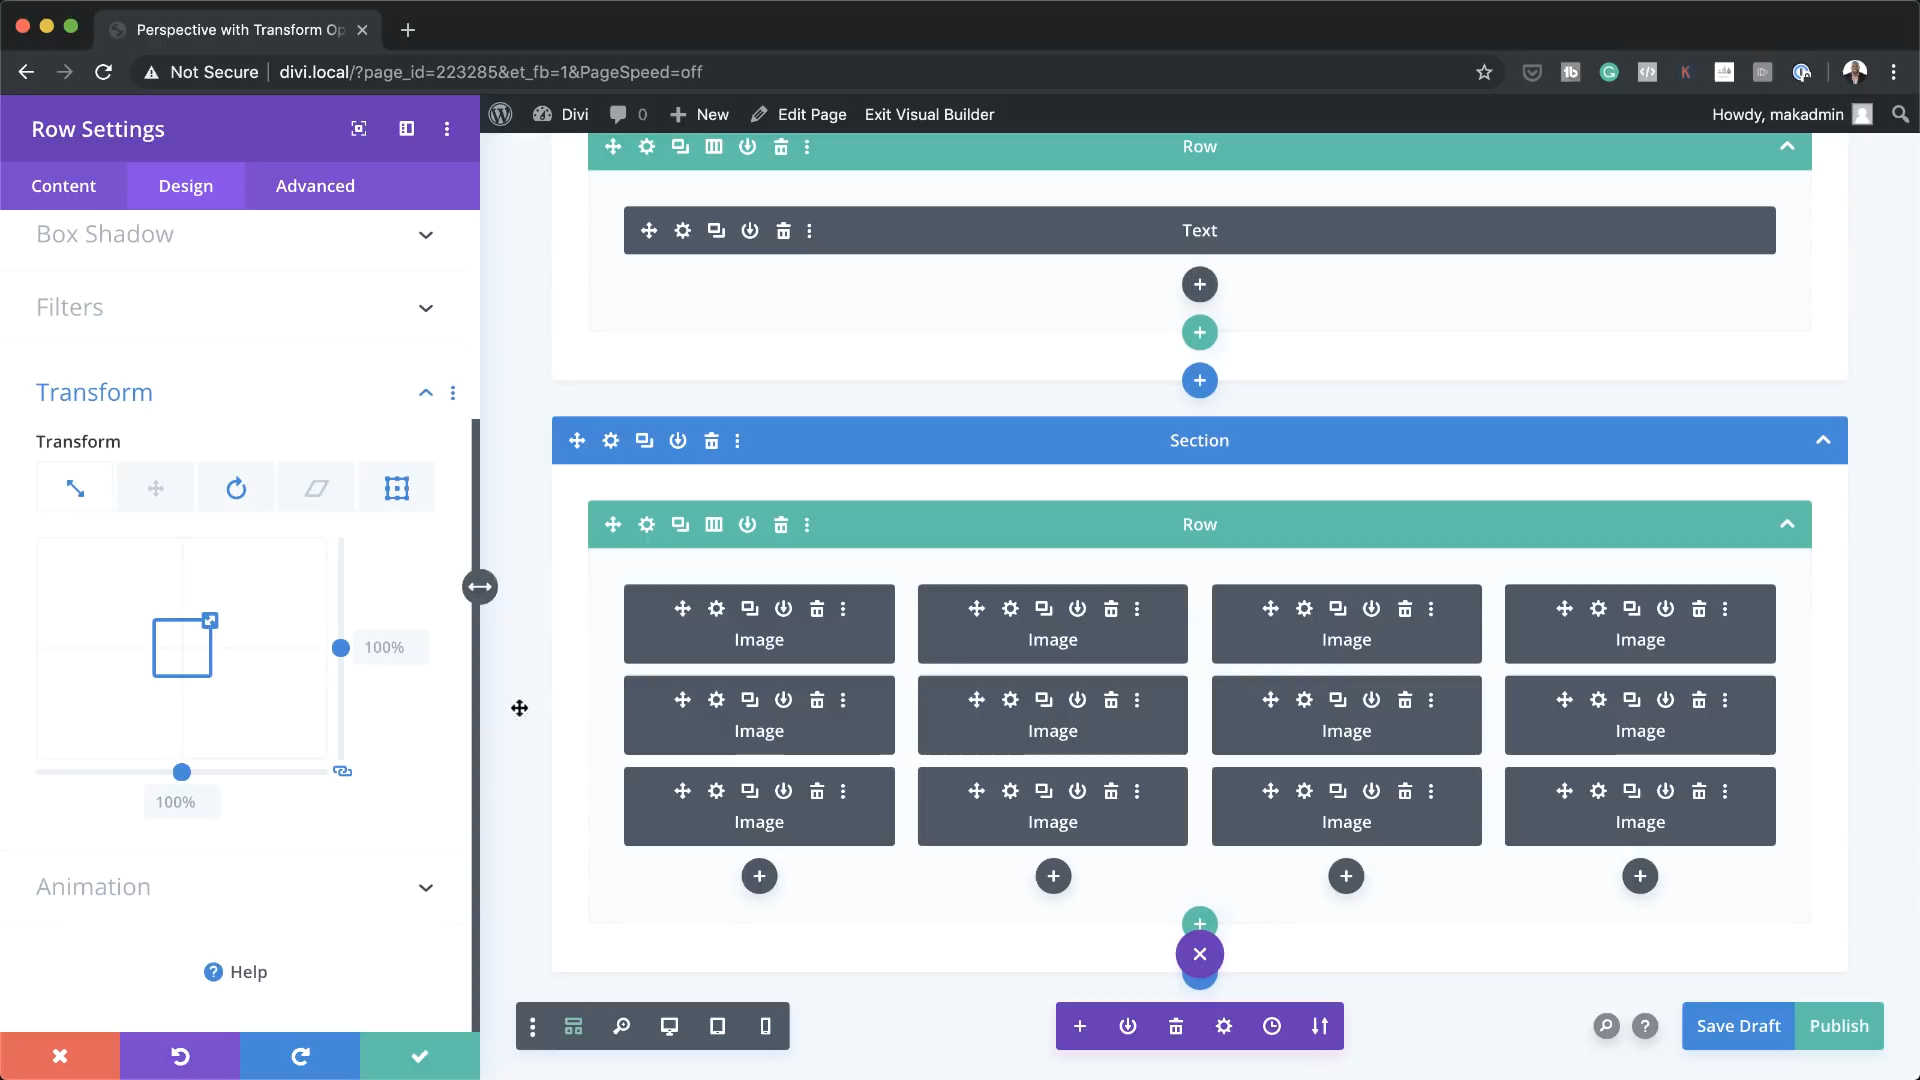 Perspective with Transform Op
Not Secure
divi.local/?page_id=223285&et_fb=1&PageSpeed=off
Divi
0
New
Edit Page
Exit Visual Builder
Howdy, makadmin
Row Settings
Content
Design
Advanced
Box Shadow
Filters
Transform
Transform
100%
100%
Animation
Help
Row
Text
Section
Row
Image
Image
Image
Image
Image
Image
Image
Image
Image
Image
Image
Image
Save Draft
Publish